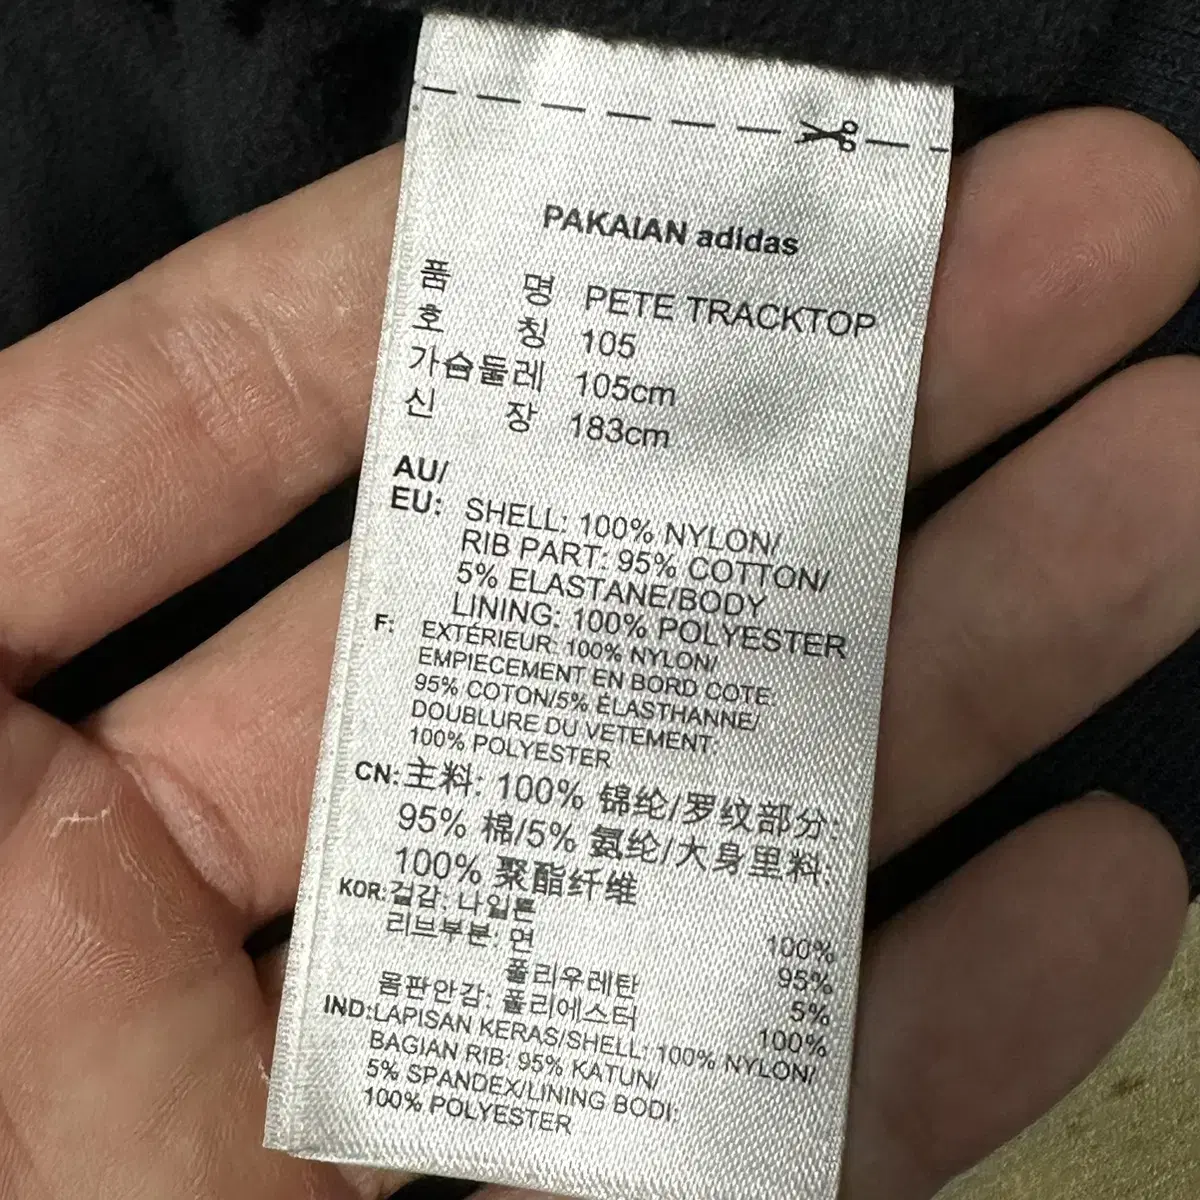 PAKAIAN adidas
품 명 PETE TRACKTOP
호 칭 105
가슴둘레 105cm
신 장 183cm
AU/
EU: SHELL: 100% NYLON/
RIB PART: 95% COTTON/
5% ELASTANE/BODY
LINING: 100% POLYESTER
F: EXTÉRIEUR: 100% NYLON/
EMPIECEMENT EN BORD COTE:
95% COTON/5% ÉLASTHANNE/
DOUBLURE DU VETEMENT:
100% POLYESTER
CN: 主料: 100% 锦纶/罗纹部分:
95% 棉/5% 氨纶/大身里料:
100% 聚酯纤维
KOR: 겉감: 나일론 100%
리브부분: 면 95%
폴리우레탄 5%
몸판안감: 폴리에스터 100%
IND: LAPISAN KERAS/SHELL: 100% NYLON/
BAGIAN RIB: 95% KATUN/
5% SPANDEX/LINING BODI:
100% POLYESTER